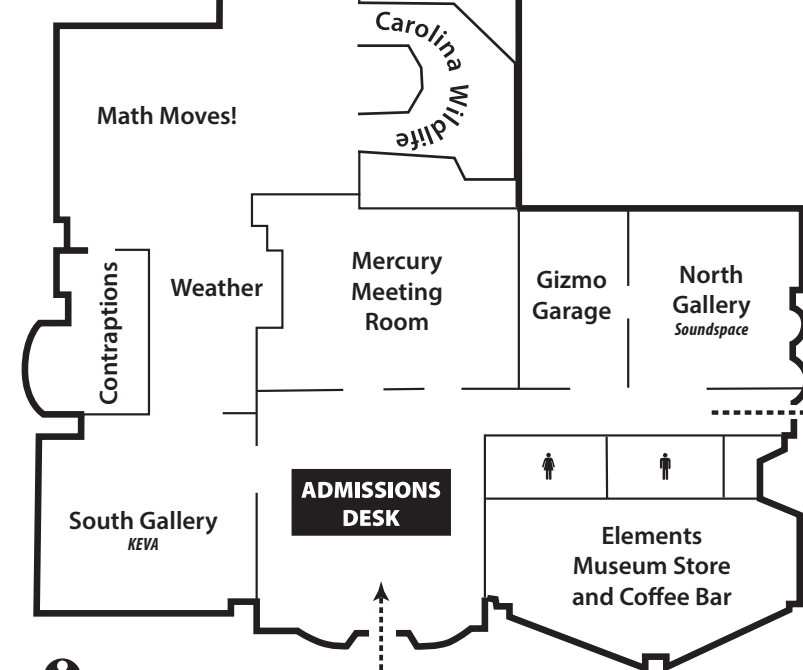 Carolina Wildlife
Math Moves!
Contraptions
Weather
Mercury
Meeting
Room
Gizmo
Garage
North
Gallery
Soundspace
ADMISSIONS
DESK
South Gallery
KEVA
Elements
Museum Store
and Coffee Bar